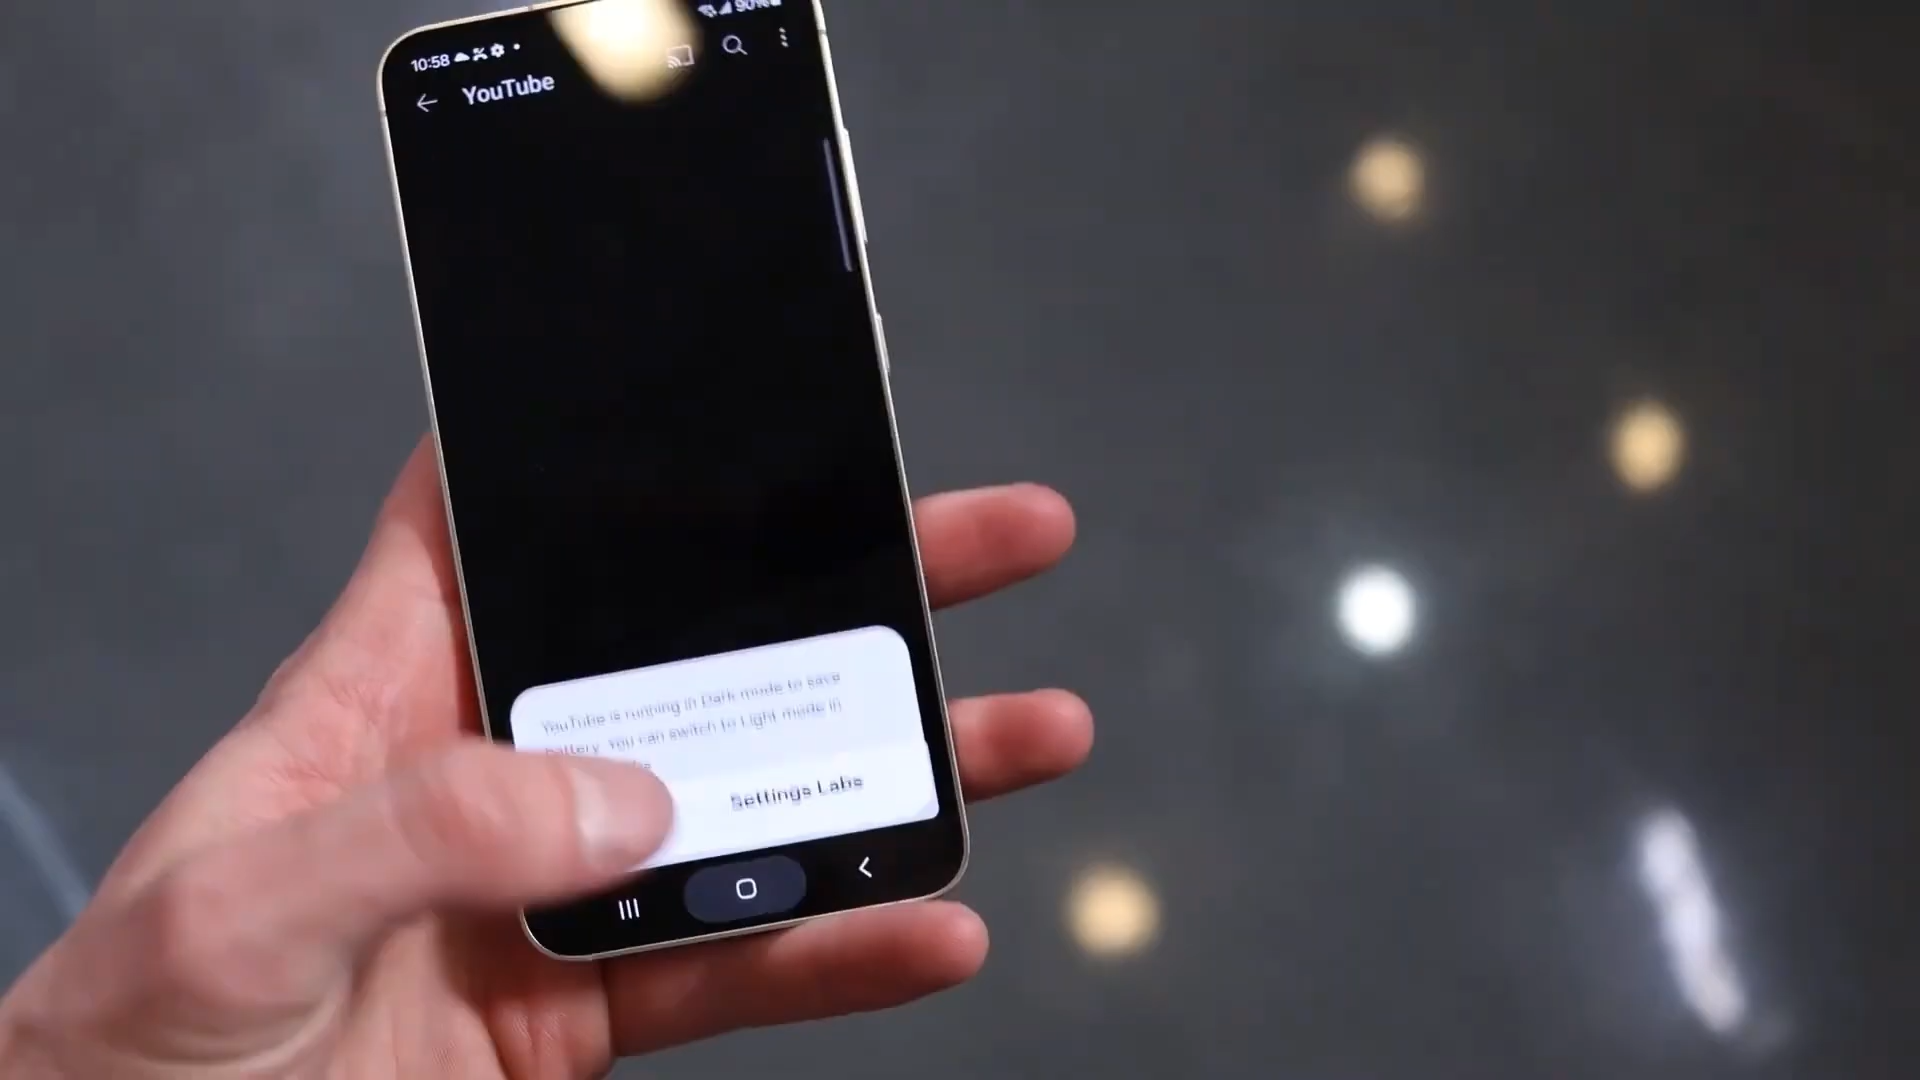 10:58
90%
YouTube
YouTube is running in Dark mode to save
battery. You can switch to Light mode in
Settings Labs